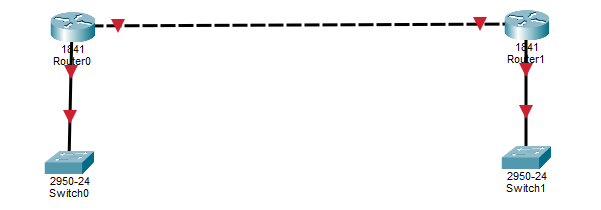 1841
Router0
1841
Router1
2950-24
Switch0
2950-24
Switch1